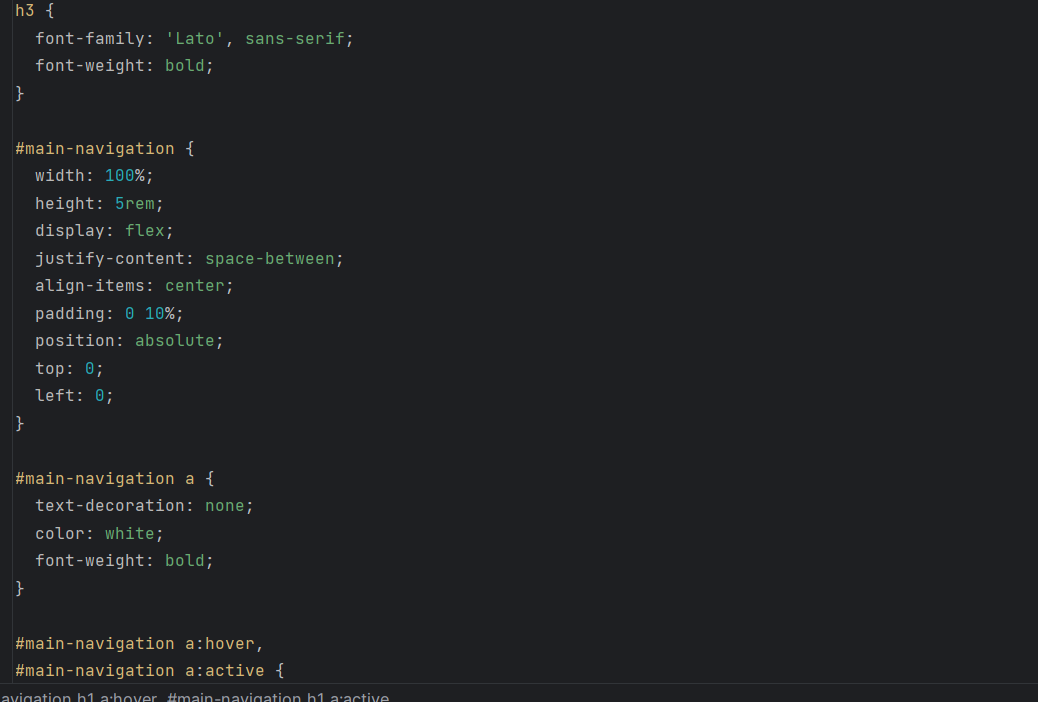 h3 {
  font-family: 'Lato', sans-serif;
  font-weight: bold;
}
#main-navigation {
  width: 100%;
  height: 5rem;
  display: flex;
  justify-content: space-between;
  align-items: center;
  padding: 0 10%;
  position: absolute;
  top: 0;
  left: 0;
}
#main-navigation a {
  text-decoration: none;
  color: white;
  font-weight: bold;
}
#main-navigation a:hover,
#main-navigation a:active {
avigation h1 a:hover, #main-navigation h1 a:active